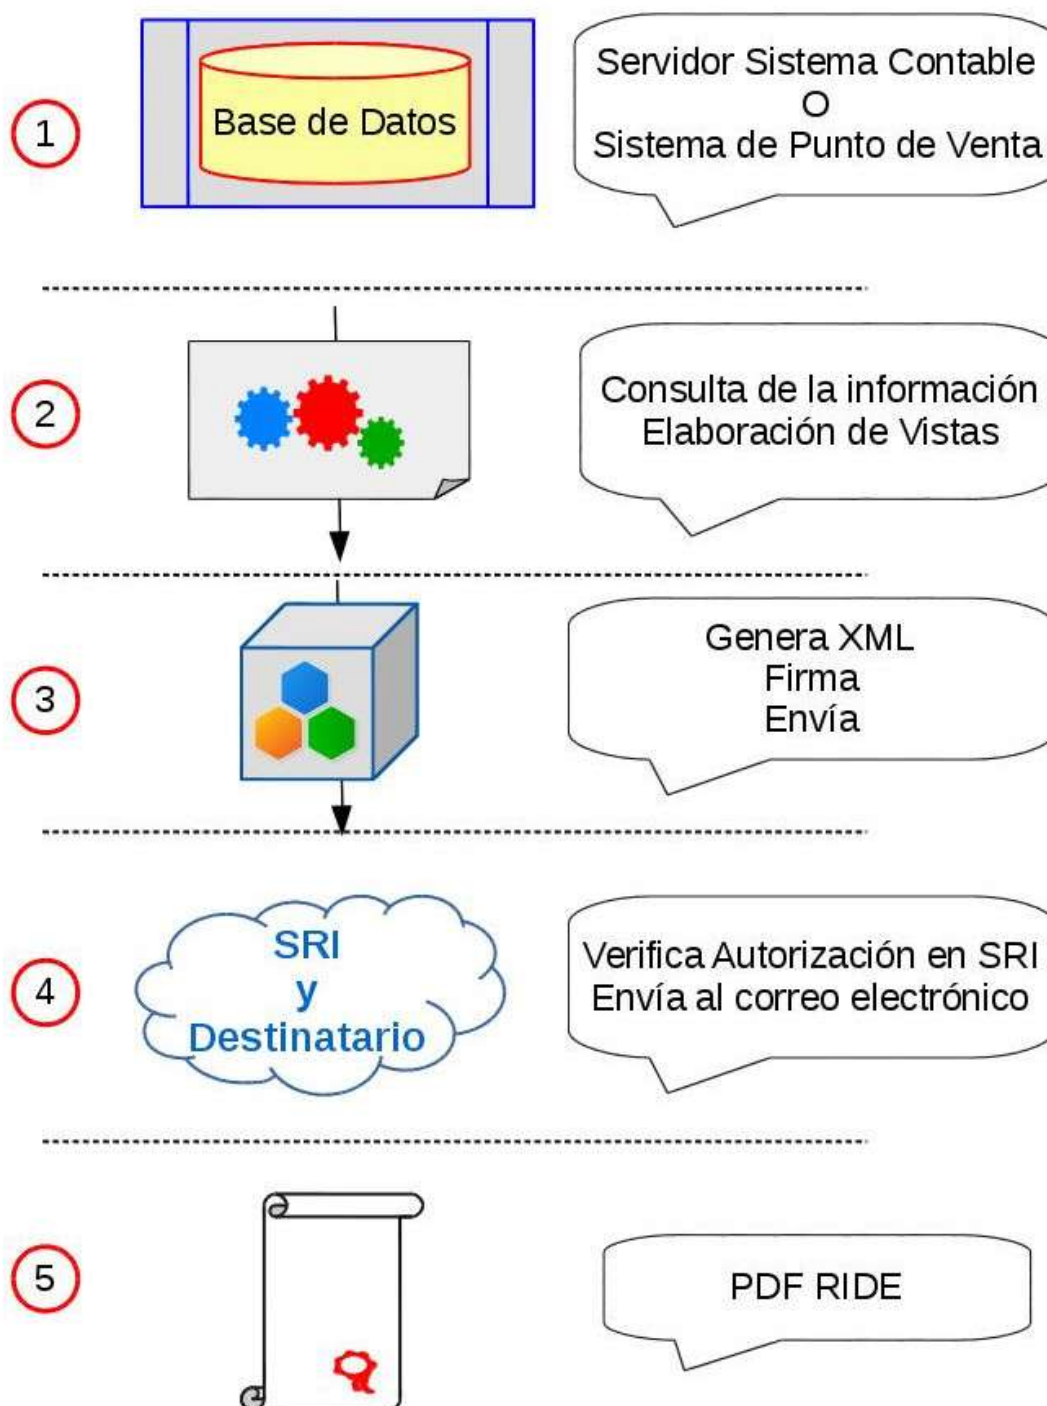 1
Base de Datos
Servidor Sistema Contable
O
Sistema de Punto de Venta
2
Consulta de la información
Elaboración de Vistas
3
Genera XML
Firma
Envía
4
SRI
y
Destinatario
Verifica Autorización en SRI
Envía al correo electrónico
5
PDF RIDE